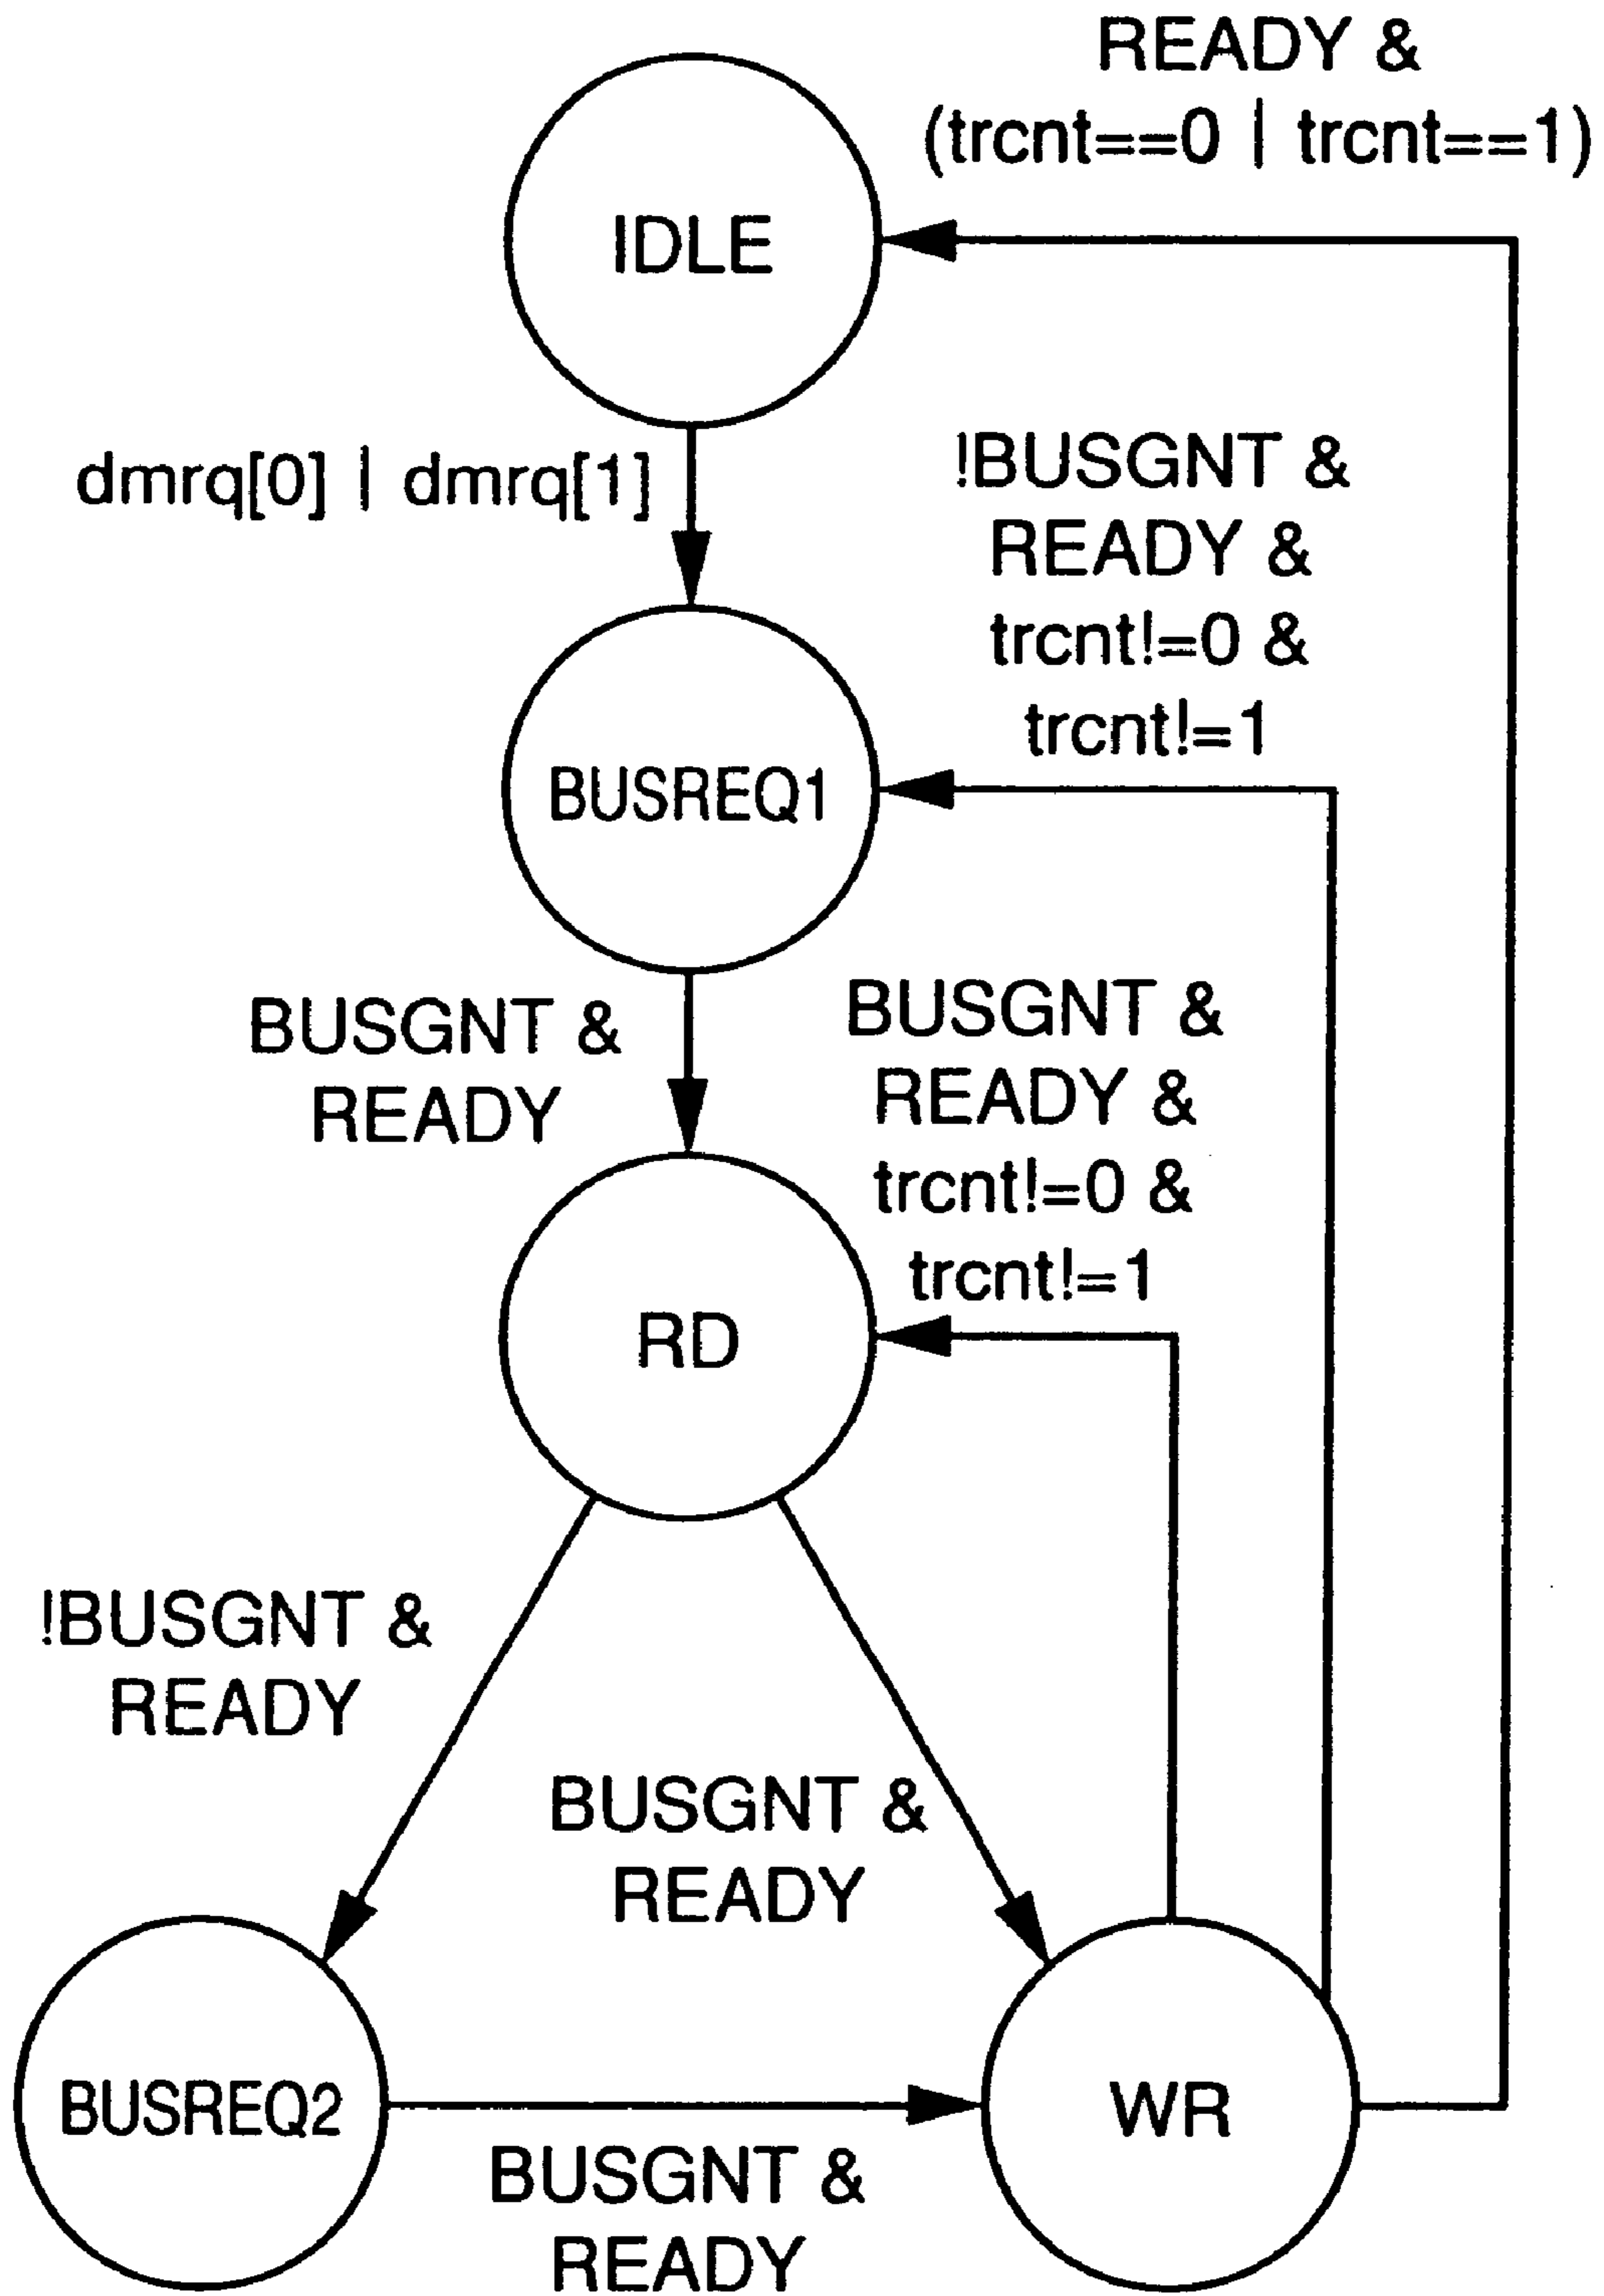 READY &
(trcnt==0 | trcnt==1)
IDLE
dmrq[0] | dmrq[1]
!BUSGNT &
READY &
trcnt!=0 &
trcnt!=1
BUSREQ1
BUSGNT &
READY
BUSGNT &
READY &
trcnt!=0 &
trcnt!=1
RD
!BUSGNT &
READY
BUSGNT &
READY
BUSREQ2
WR
BUSGNT &
READY